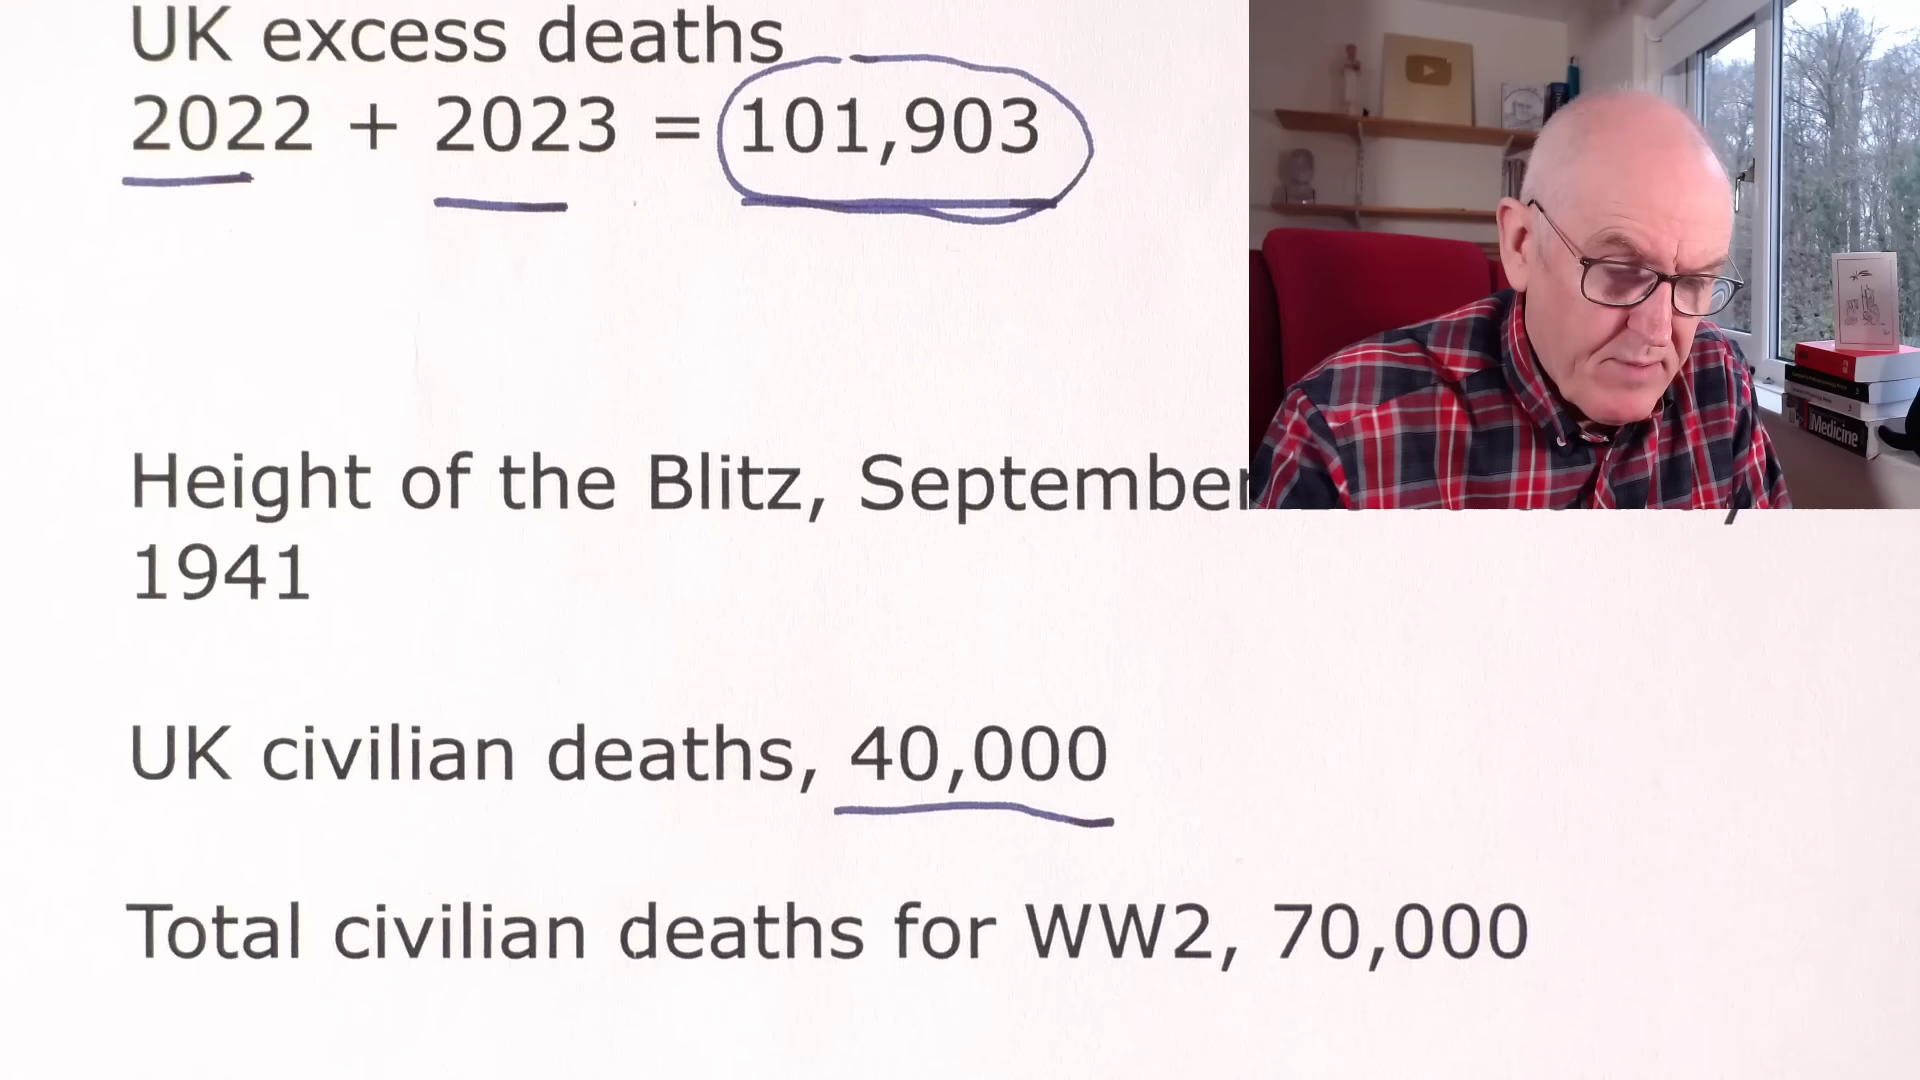 UK excess deaths
2022 + 2023 = 101,903
Height of the Blitz, September
1941
UK civilian deaths, 40,000
Total civilian deaths for WW2, 70,000
Medicine